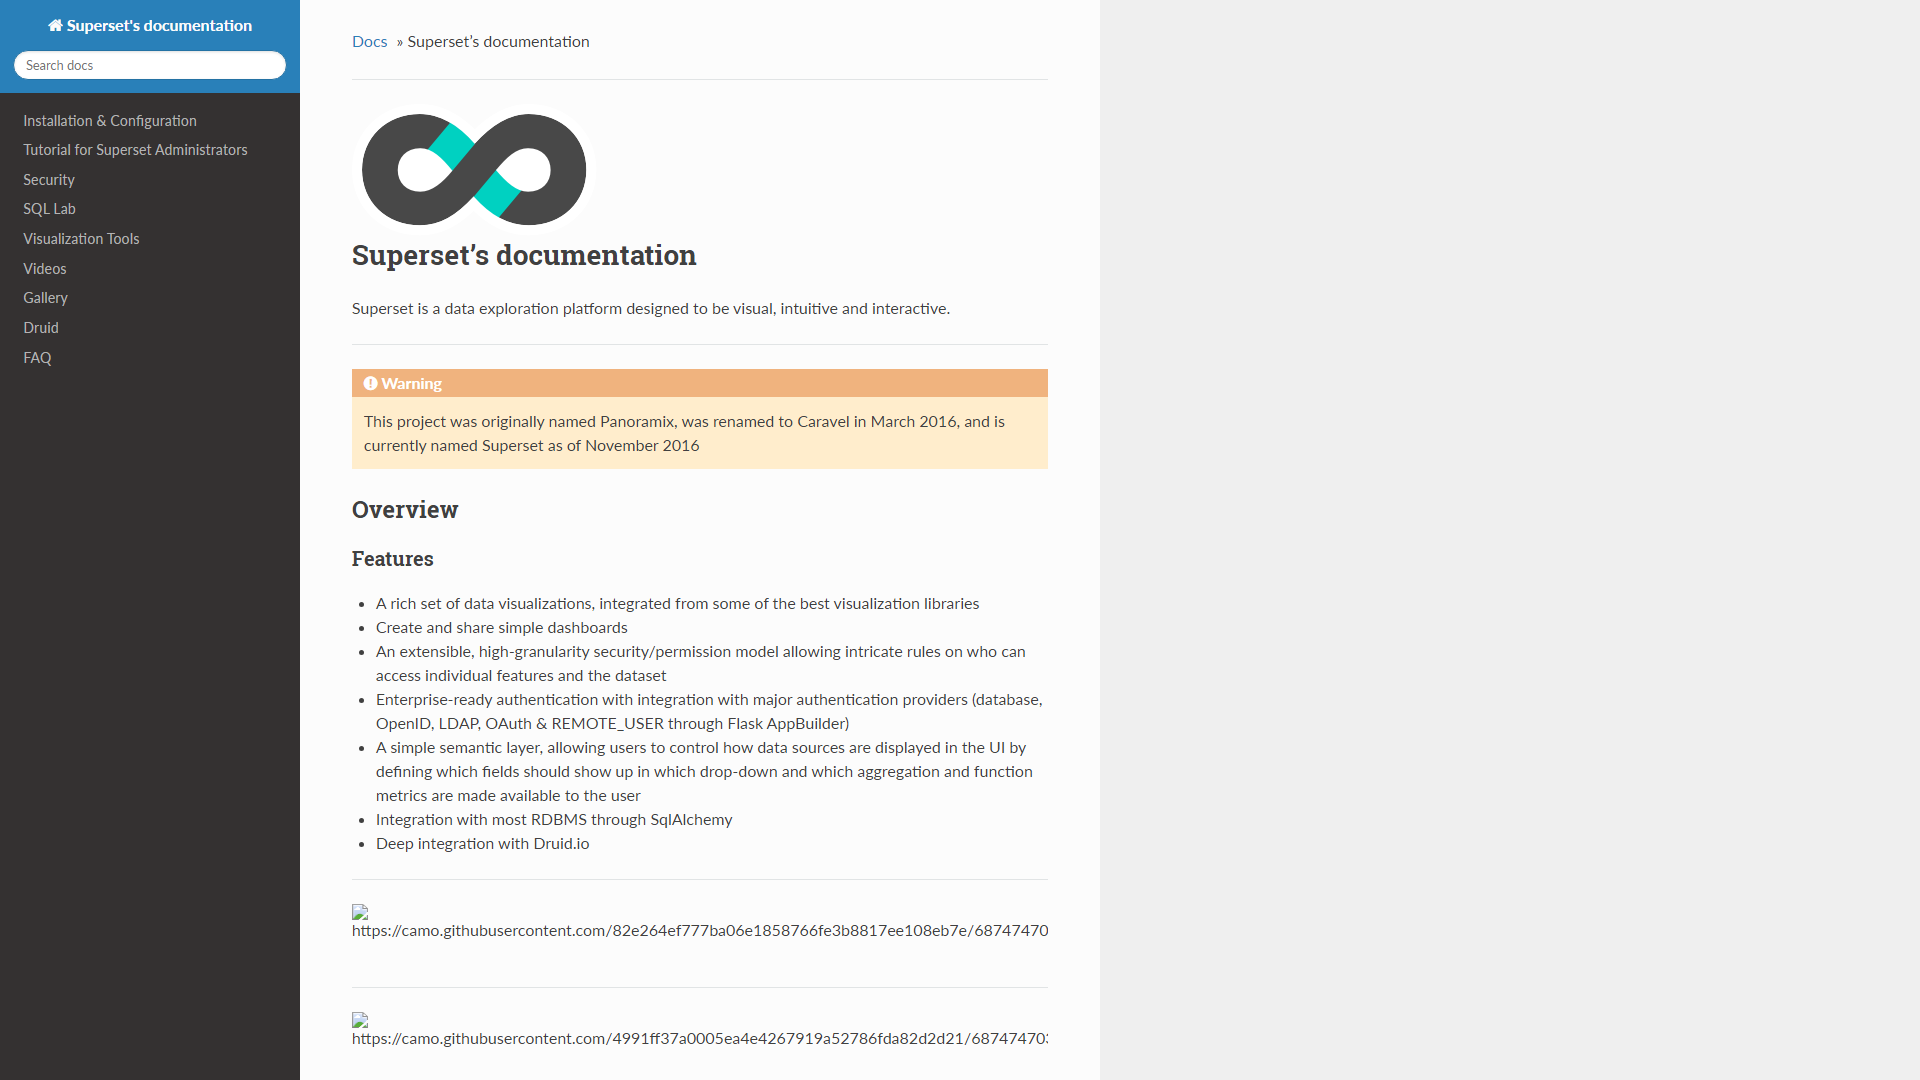 Superset's documentation
Search docs
Installation & Configuration
Tutorial for Superset Administrators
Security
SQL Lab
Visualization Tools
Videos
Gallery
Druid
FAQ
Docs » Superset’s documentation
Superset’s documentation
Superset is a data exploration platform designed to be visual, intuitive and interactive.
Warning
This project was originally named Panoramix, was renamed to Caravel in March 2016, and is
currently named Superset as of November 2016
Overview
Features
• A rich set of data visualizations, integrated from some of the best visualization libraries
• Create and share simple dashboards
• An extensible, high-granularity security/permission model allowing intricate rules on who can
access individual features and the dataset
• Enterprise-ready authentication with integration with major authentication providers (database,
OpenID, LDAP, OAuth & REMOTE_USER through Flask AppBuilder)
• A simple semantic layer, allowing users to control how data sources are displayed in the UI by
defining which fields should show up in which drop-down and which aggregation and function
metrics are made available to the user
• Integration with most RDBMS through SqlAlchemy
• Deep integration with Druid.io
https://camo.githubusercontent.com/82e264ef777ba06e1858766fe3b8817ee108eb7e/68747470
https://camo.githubusercontent.com/4991ff37a0005ea4e4267919a52786fda82d2d21/687474703